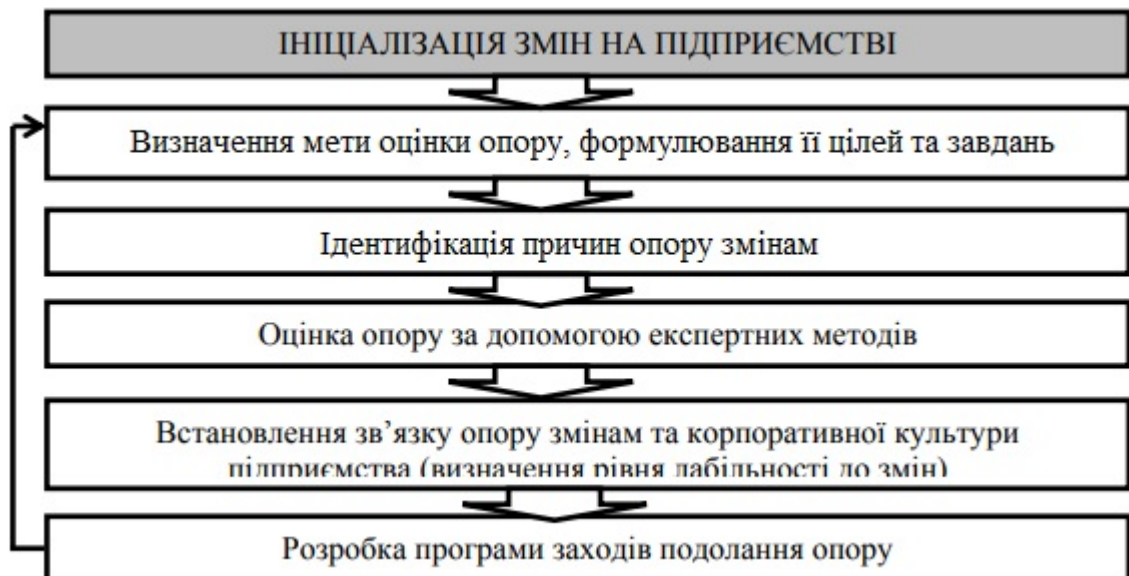 ІНІЦІАЛІЗАЦІЯ ЗМІН НА ПІДПРИЄМСТВІ
Визначення мети оцінки опору, формулювання її цілей та завдань
Ідентифікація причин опору змінам
Оцінка опору за допомогою експертних методів
Встановлення зв’язку опору змінам та корпоративної культури
підприємства (визначення рівня лабільності до змін)
Розробка програми заходів подолання опору